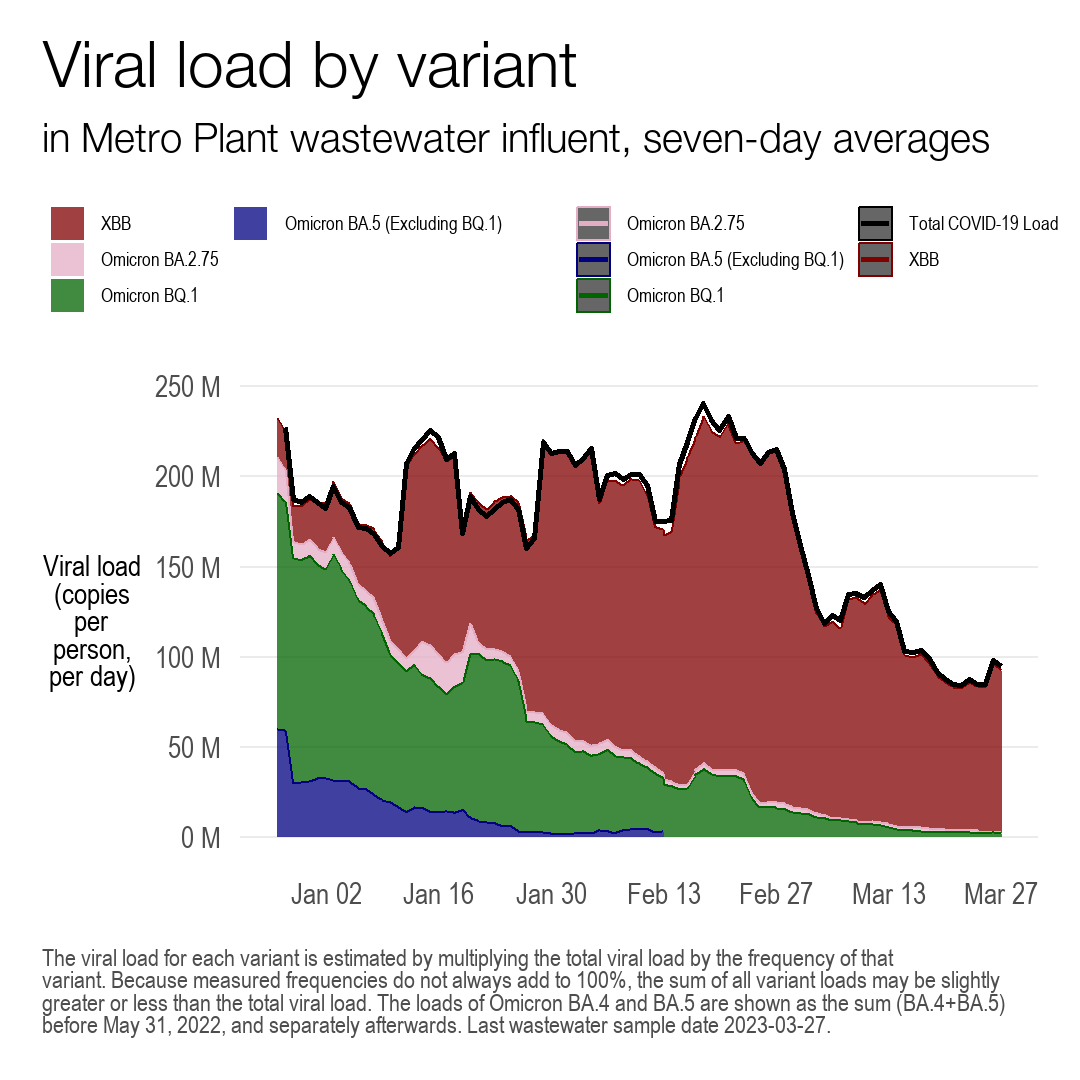 Viral load by variant
in Metro Plant wastewater influent, seven-day averages
XBB
Omicron BA.2.75
Omicron BQ.1
Omicron BA.5 (Excluding BQ.1)
Omicron BA.2.75
Omicron BA.5 (Excluding BQ.1)
Omicron BQ.1
Total COVID-19 Load
XBB
Viral load
(copies
per
person,
per day)
250 M
200 M
150 M
100 M
50 M
0 M
Jan 02
Jan 16
Jan 30
Feb 13
Feb 27
Mar 13
Mar 27
The viral load for each variant is estimated by multiplying the total viral load by the frequency of that
variant. Because measured frequencies do not always add to 100%, the sum of all variant loads may be slightly
greater or less than the total viral load. The loads of Omicron BA.4 and BA.5 are shown as the sum (BA.4+BA.5)
before May 31, 2022, and separately afterwards. Last wastewater sample date 2023-03-27.